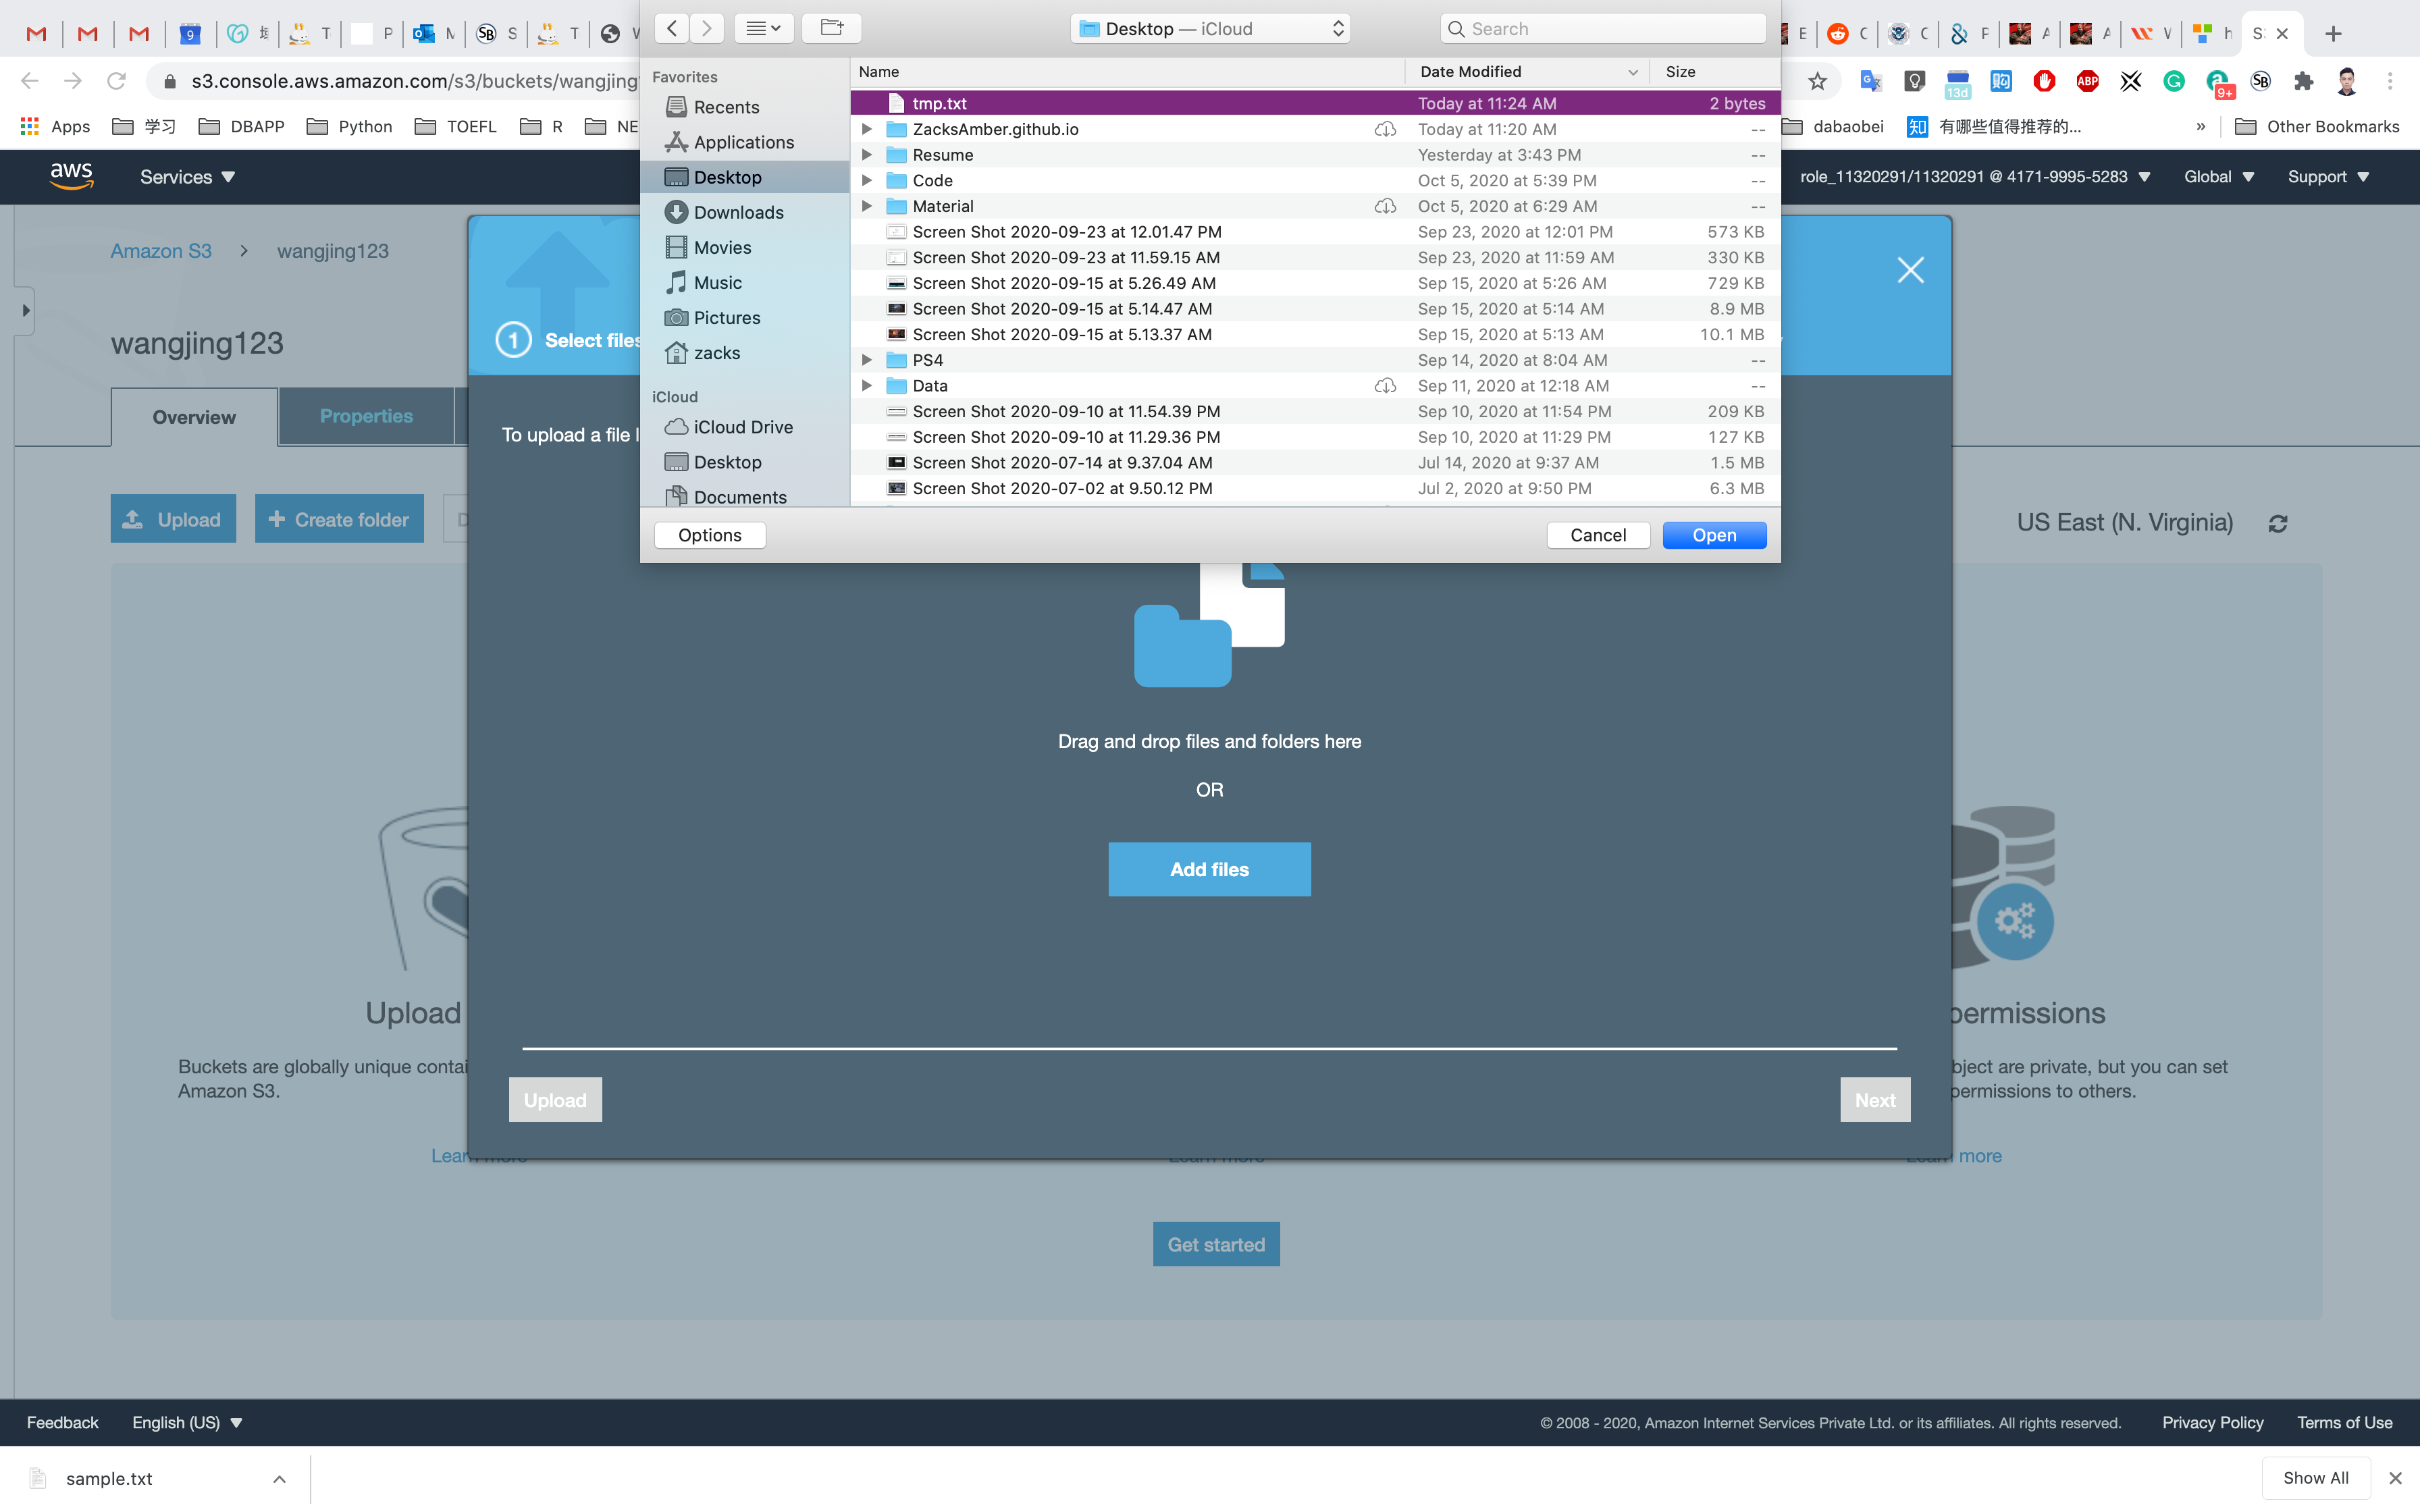 9 T P M S T
Desktop — iCloud
Search
E C C P A A V h S
s3.console.aws.amazon.com/s3/buckets/wangjing
13d ABP 9+ SB
Apps 学习 DBAPP Python TOEFL R NE
dabaobei 知 有哪些值得推荐的... » Other Bookmarks
Favorites
Recents
Applications
Desktop
Downloads
Movies
Music
Pictures
zacks
iCloud
iCloud Drive
Desktop
Documents
Name Date Modified Size
tmp.txt Today at 11:24 AM 2 bytes
ZacksAmber.github.io Today at 11:20 AM --
Resume Yesterday at 3:43 PM --
Code Oct 5, 2020 at 5:39 PM --
Material Oct 5, 2020 at 6:29 AM --
Screen Shot 2020-09-23 at 12.01.47 PM Sep 23, 2020 at 12:01 PM 573 KB
Screen Shot 2020-09-23 at 11.59.15 AM Sep 23, 2020 at 11:59 AM 330 KB
Screen Shot 2020-09-15 at 5.26.49 AM Sep 15, 2020 at 5:26 AM 729 KB
Screen Shot 2020-09-15 at 5.14.47 AM Sep 15, 2020 at 5:14 AM 8.9 MB
Screen Shot 2020-09-15 at 5.13.37 AM Sep 15, 2020 at 5:13 AM 10.1 MB
PS4 Sep 14, 2020 at 8:04 AM --
Data Sep 11, 2020 at 12:18 AM --
Screen Shot 2020-09-10 at 11.54.39 PM Sep 10, 2020 at 11:54 PM 209 KB
Screen Shot 2020-09-10 at 11.29.36 PM Sep 10, 2020 at 11:29 PM 127 KB
Screen Shot 2020-07-14 at 9.37.04 AM Jul 14, 2020 at 9:37 AM 1.5 MB
Screen Shot 2020-07-02 at 9.50.12 PM Jul 2, 2020 at 9:50 PM 6.3 MB
Options Cancel Open
aws Services role_11320291/11320291 @ 4171-9995-5283 Global Support
Amazon S3 > wangjing123
wangjing123
1 Select files
Overview Properties
To upload a file l
Upload + Create folder D US East (N. Virginia)
Drag and drop files and folders here
OR
Add files
Upload
permissions
Buckets are globally unique contai
Amazon S3.
bject are private, but you can set
permissions to others.
Upload Next
Learn more Learn more Learn more
Get started
Feedback English (US) © 2008 - 2020, Amazon Internet Services Private Ltd. or its affiliates. All rights reserved. Privacy Policy Terms of Use
sample.txt Show All